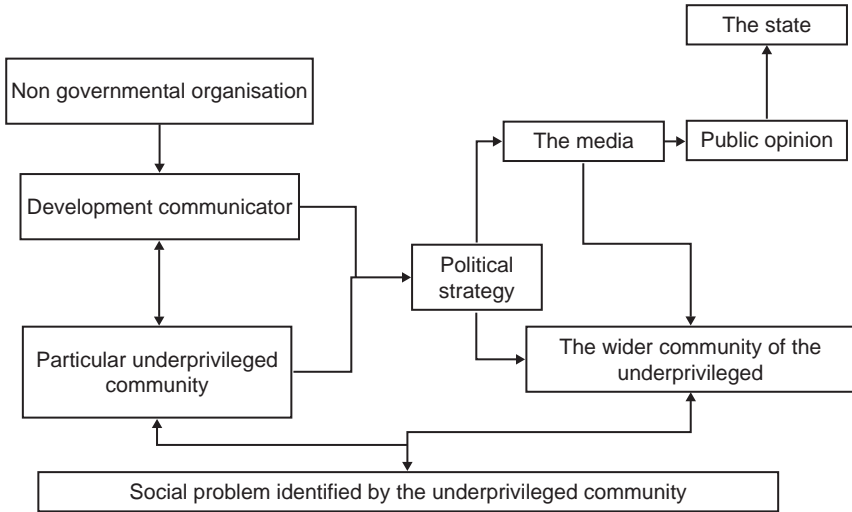 The state
Non governmental organisation
The media
Public opinion
Development communicator
Political
strategy
Particular underprivileged
community
The wider community of the
underprivileged
Social problem identified by the underprivileged community